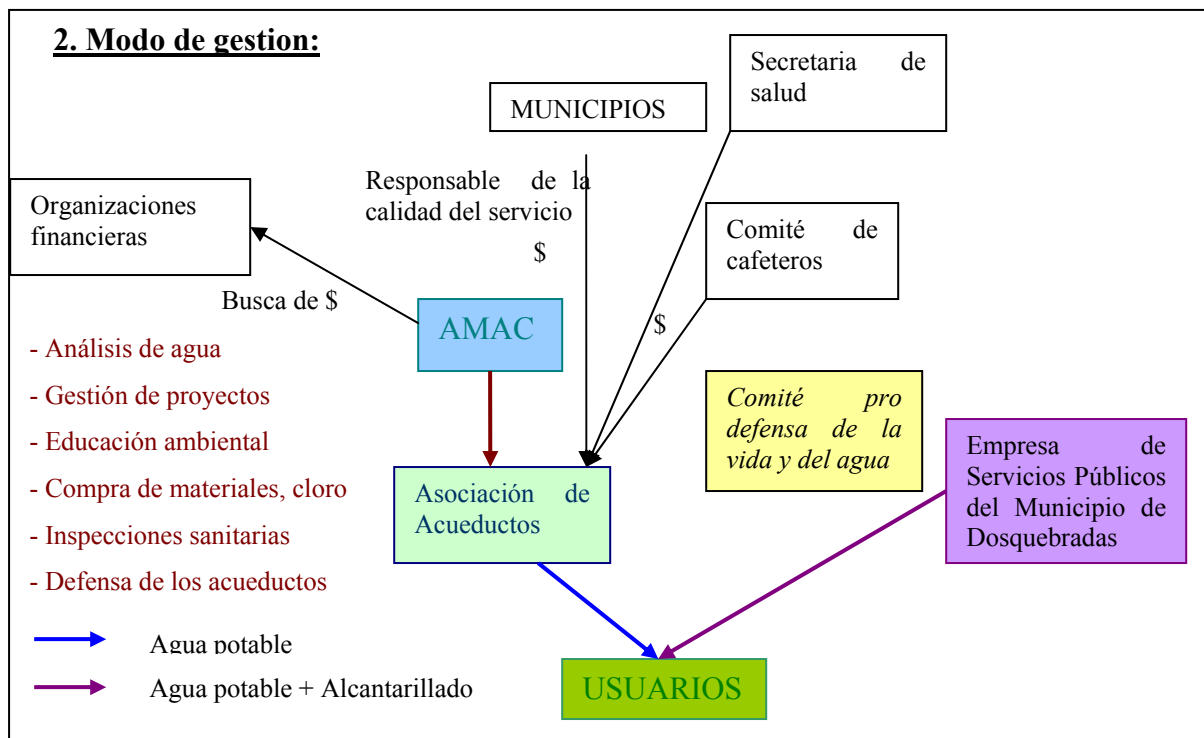 2. Modo de gestion:
Secretaria de
salud
MUNICIPIOS
Responsable de la
calidad del servicio
$
Organizaciones
financieras
Comité de
cafeteros
Busca de $
AMAC
$
- Análisis de agua
- Gestión de proyectos
- Educación ambiental
- Compra de materiales, cloro
- Inspecciones sanitarias
- Defensa de los acueductos
Comité pro
defensa de la
vida y del agua
Empresa de
Servicios Públicos
del Municipio de
Dosquebradas
Asociación de
Acueductos
Agua potable
Agua potable + Alcantarillado
USUARIOS